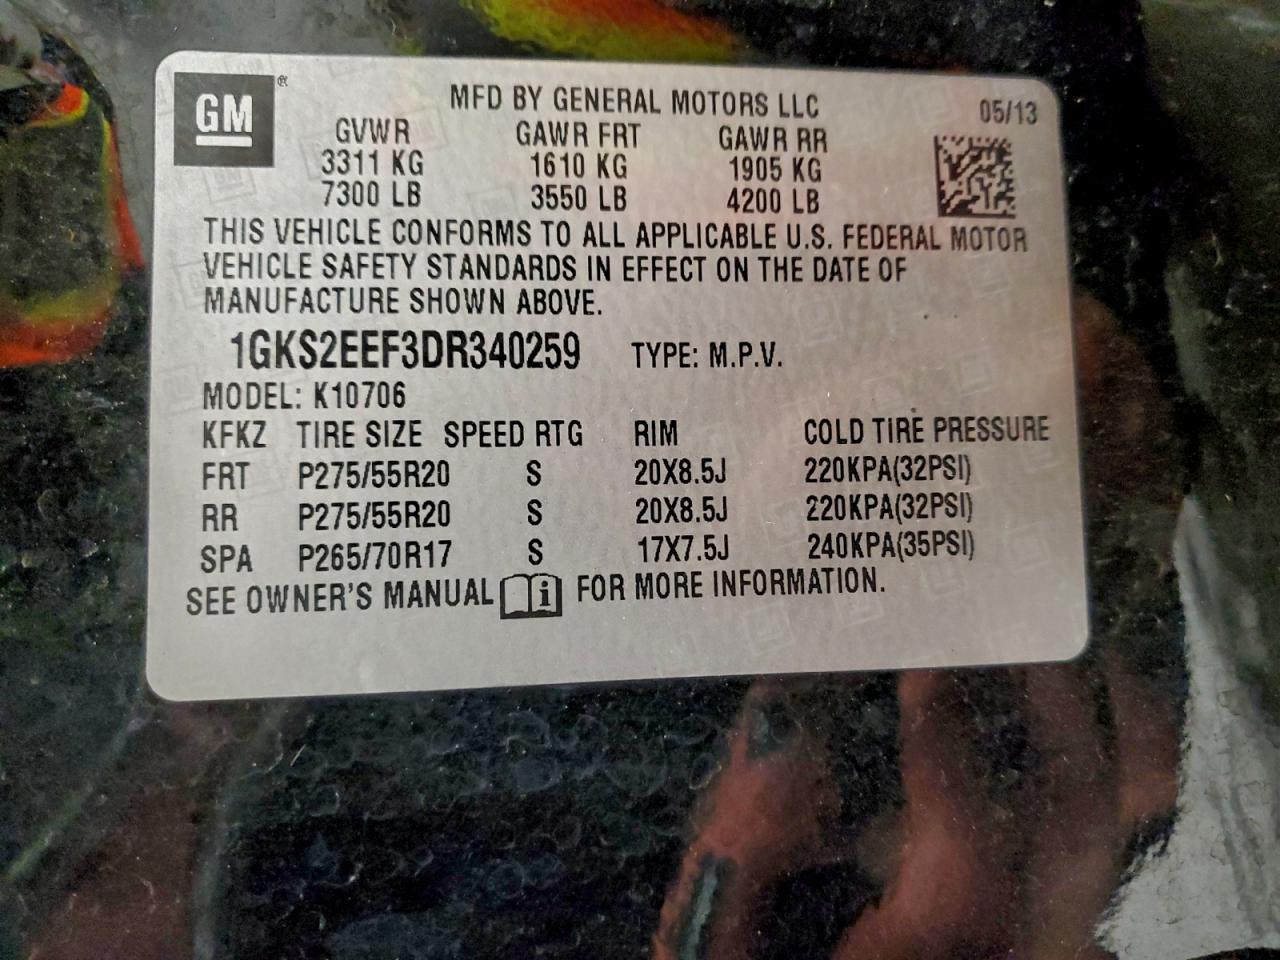 GM®
MFD BY GENERAL MOTORS LLC 05/13
GVWR GAWR FRT GAWR RR
3311 KG 1610 KG 1905 KG
7300 LB 3550 LB 4200 LB
THIS VEHICLE CONFORMS TO ALL APPLICABLE U.S. FEDERAL MOTOR
VEHICLE SAFETY STANDARDS IN EFFECT ON THE DATE OF
MANUFACTURE SHOWN ABOVE.
1GKS2EEF3DR340259 TYPE: M.P.V.
MODEL: K10706
KFKZ TIRE SIZE SPEED RTG RIM COLD TIRE PRESSURE
FRT P275/55R20 S 20X8.5J 220KPA(32PSI)
RR P275/55R20 S 20X8.5J 220KPA(32PSI)
SPA P265/70R17 S 17X7.5J 240KPA(35PSI)
SEE OWNER'S MANUAL i FOR MORE INFORMATION.